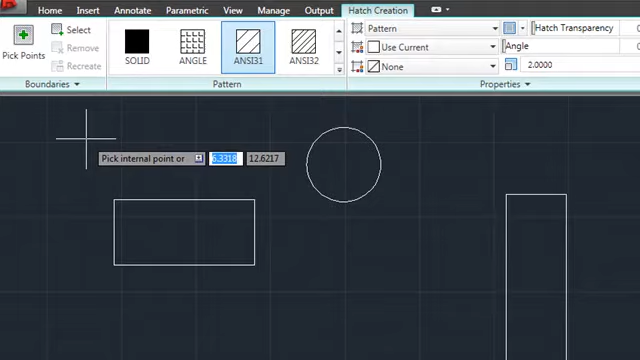 Home Insert Annotate Parametric View Manage Output Hatch Creation
Pick Points
Select
Remove
Recreate
Boundaries
SOLID
ANGLE
ANSI31
ANSI32
Pattern
Pattern
Use Current
None
Hatch Transparency
Angle
2.0000
Properties
Pick internal point or 6.3318 12.6217